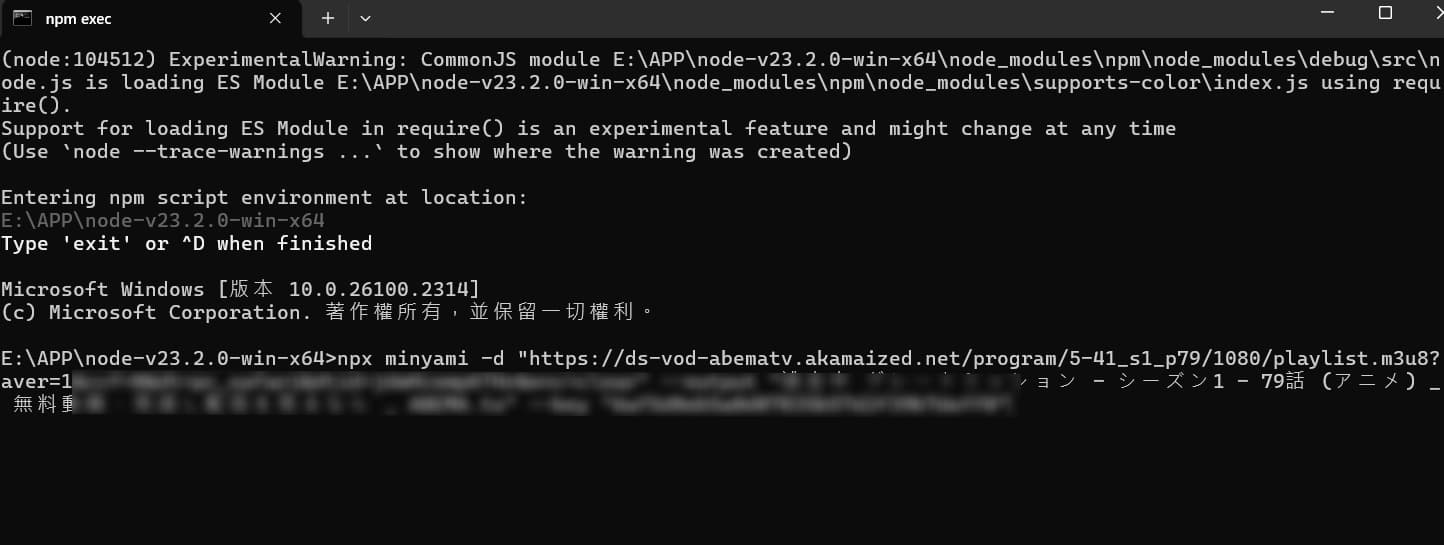 npm exec
(node:104512) ExperimentalWarning: CommonJS module E:\APP\node-v23.2.0-win-x64\node_modules\npm\node_modules\debug\src\n
ode.js is loading ES Module E:\APP\node-v23.2.0-win-x64\node_modules\npm\node_modules\supports-color\index.js using requ
ire().
Support for loading ES Module in require() is an experimental feature and might change at any time
(Use `node --trace-warnings ...` to show where the warning was created)
Entering npm script environment at location:
E:\APP\node-v23.2.0-win-x64
Type 'exit' or ^D when finished
Microsoft Windows [版本 10.0.26100.2314]
(c) Microsoft Corporation. 著作權所有，並保留一切權利。
E:\APP\node-v23.2.0-win-x64>npx minyami -d "https://ds-vod-abematv.akamaized.net/program/5-41_s1_p79/1080/playlist.m3u8?
aver=1 ション - シーズン1 - 79話 (アニメ) _
無料